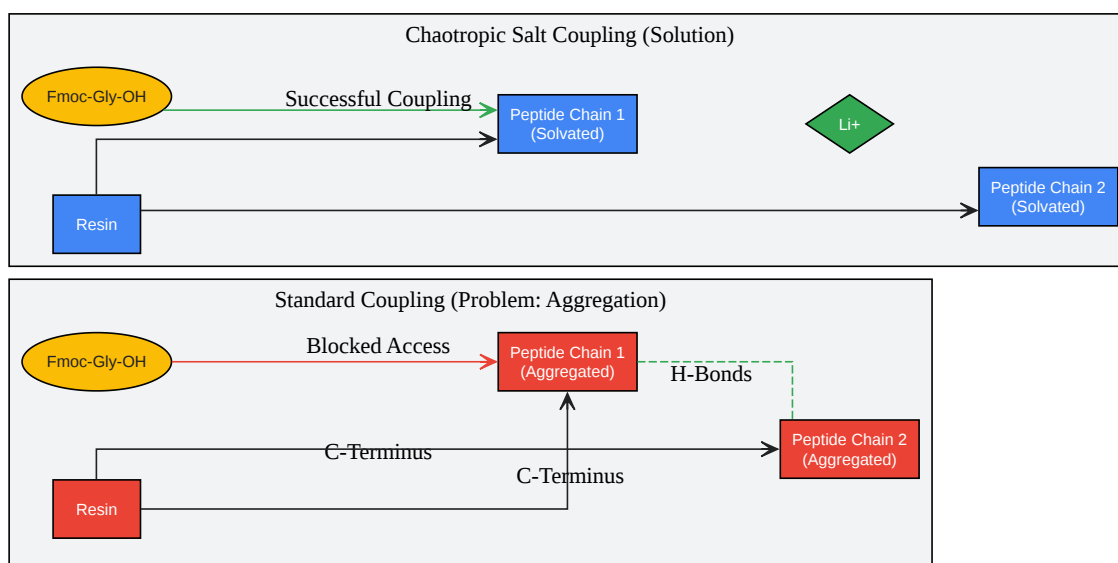 Chaotropic Salt Coupling (Solution)
Fmoc-Gly-OH
Successful Coupling
Peptide Chain 1
(Solvated)
Li+
Peptide Chain 2
(Solvated)
Resin
Standard Coupling (Problem: Aggregation)
Fmoc-Gly-OH
Blocked Access
Peptide Chain 1
(Aggregated)
H-Bonds
Peptide Chain 2
(Aggregated)
C-Terminus
C-Terminus
Resin